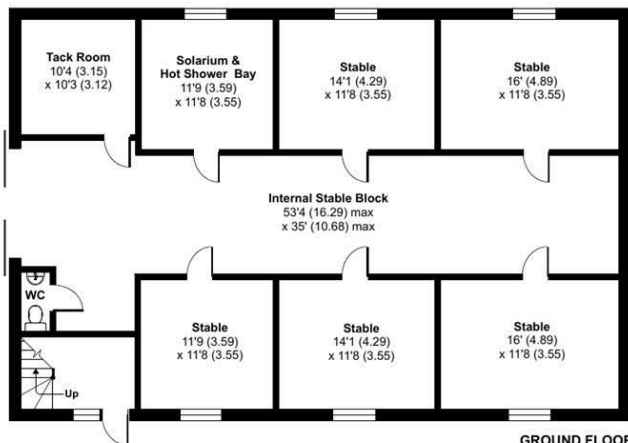 Tack Room
10'4 (3.15)
x 10'3 (3.12)
Solarium &
Hot Shower Bay
11'9 (3.59)
x 11'8 (3.55)
Stable
14'1 (4.29)
x 11'8 (3.55)
Stable
16' (4.89)
x 11'8 (3.55)
Internal Stable Block
53'4 (16.29) max
x 35' (10.68) max
WC
Up
Stable
11'9 (3.59)
x 11'8 (3.55)
Stable
14'1 (4.29)
x 11'8 (3.55)
Stable
16' (4.89)
x 11'8 (3.55)
GROUND FLOOR